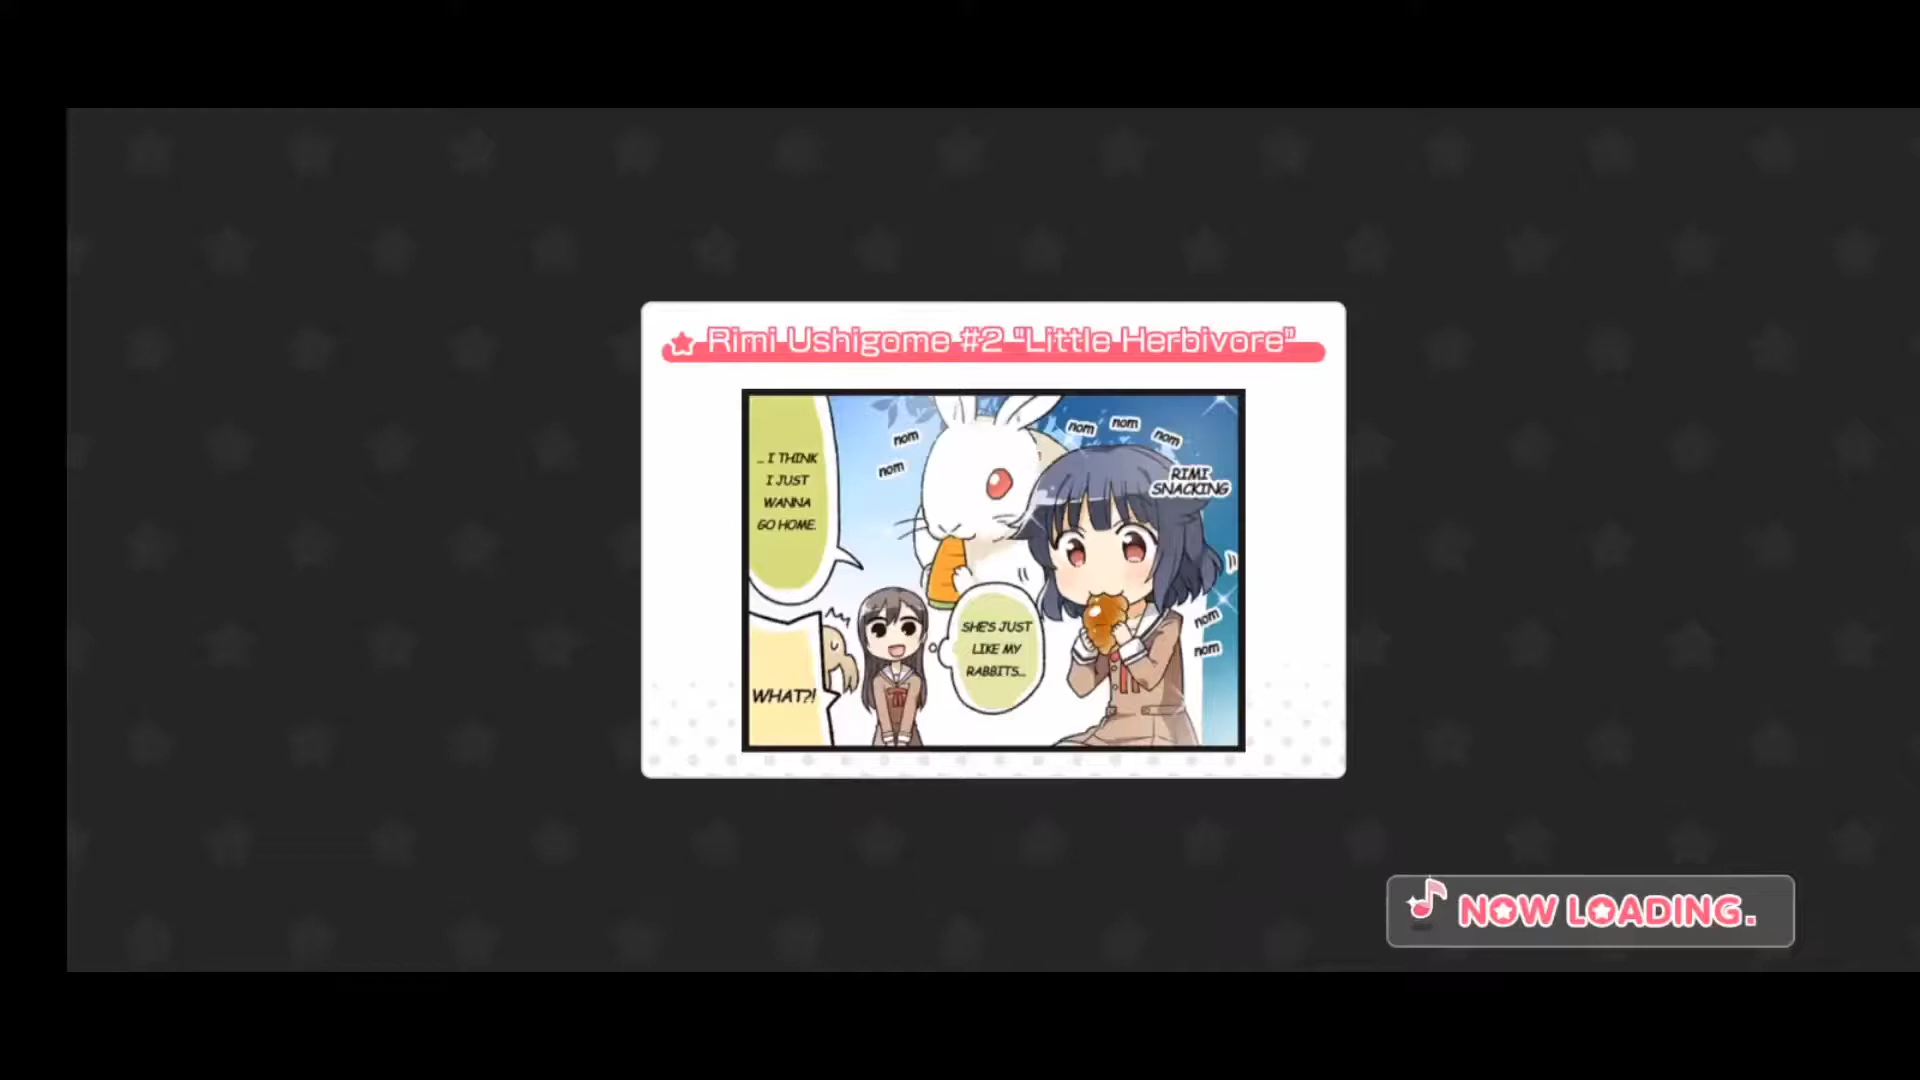 Rimi Ushigome #2 "Little Herbivore"
... I THINK
I JUST
WANNA
GO HOME.
nom
nom
nom
nom
nom
RIMI
SNACKING
SHE'S JUST
LIKE MY
RABBITS...
nom
nom
WHAT?!
NOW LOADING.